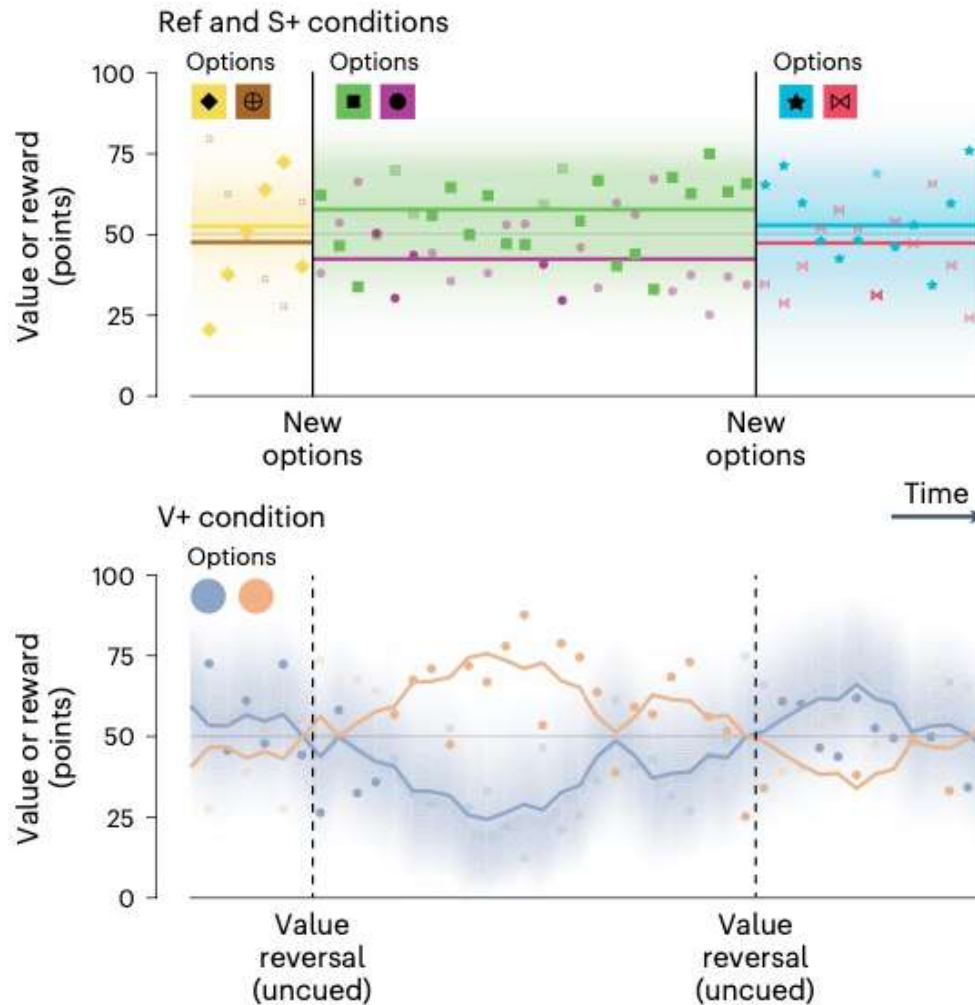 Ref and S+ conditions
Options
Options
Options
100
75
50
25
0
Value or reward
(points)
New
options
New
options
Time
V+ condition
Options
100
75
50
25
0
Value or reward
(points)
Value
reversal
(uncued)
Value
reversal
(uncued)